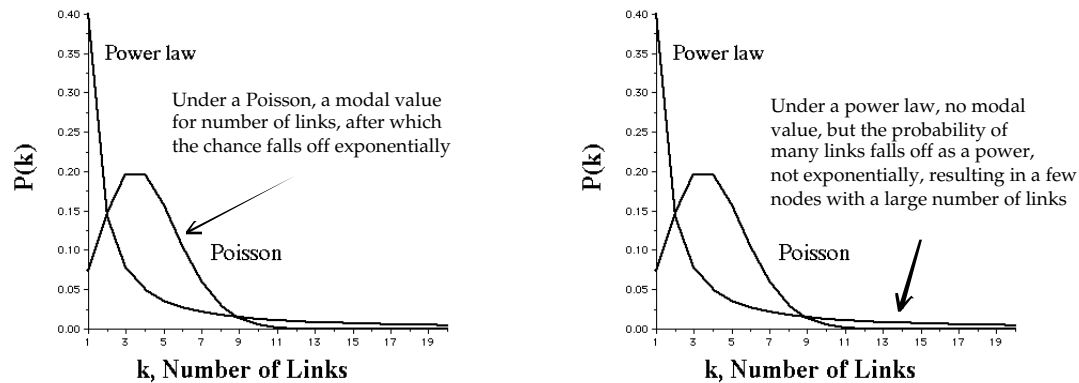 0.40
Power law
0.35
0.30
Under a Poisson, a modal value
for number of links, after which
the chance falls off exponentially
0.25
P(k)
0.20
0.15
0.10
Poisson
0.05
0.00
1 3 5 7 9 11 13 15 17 19
k, Number of Links
0.40
Power law
0.35
0.30
Under a power law, no modal
value, but the probability of
many links falls off as a power,
not exponentially, resulting in a few
nodes with a large number of links
0.25
P(k)
0.20
0.15
0.10
Poisson
0.05
0.00
1 3 5 7 9 11 13 15 17 19
k, Number of Links